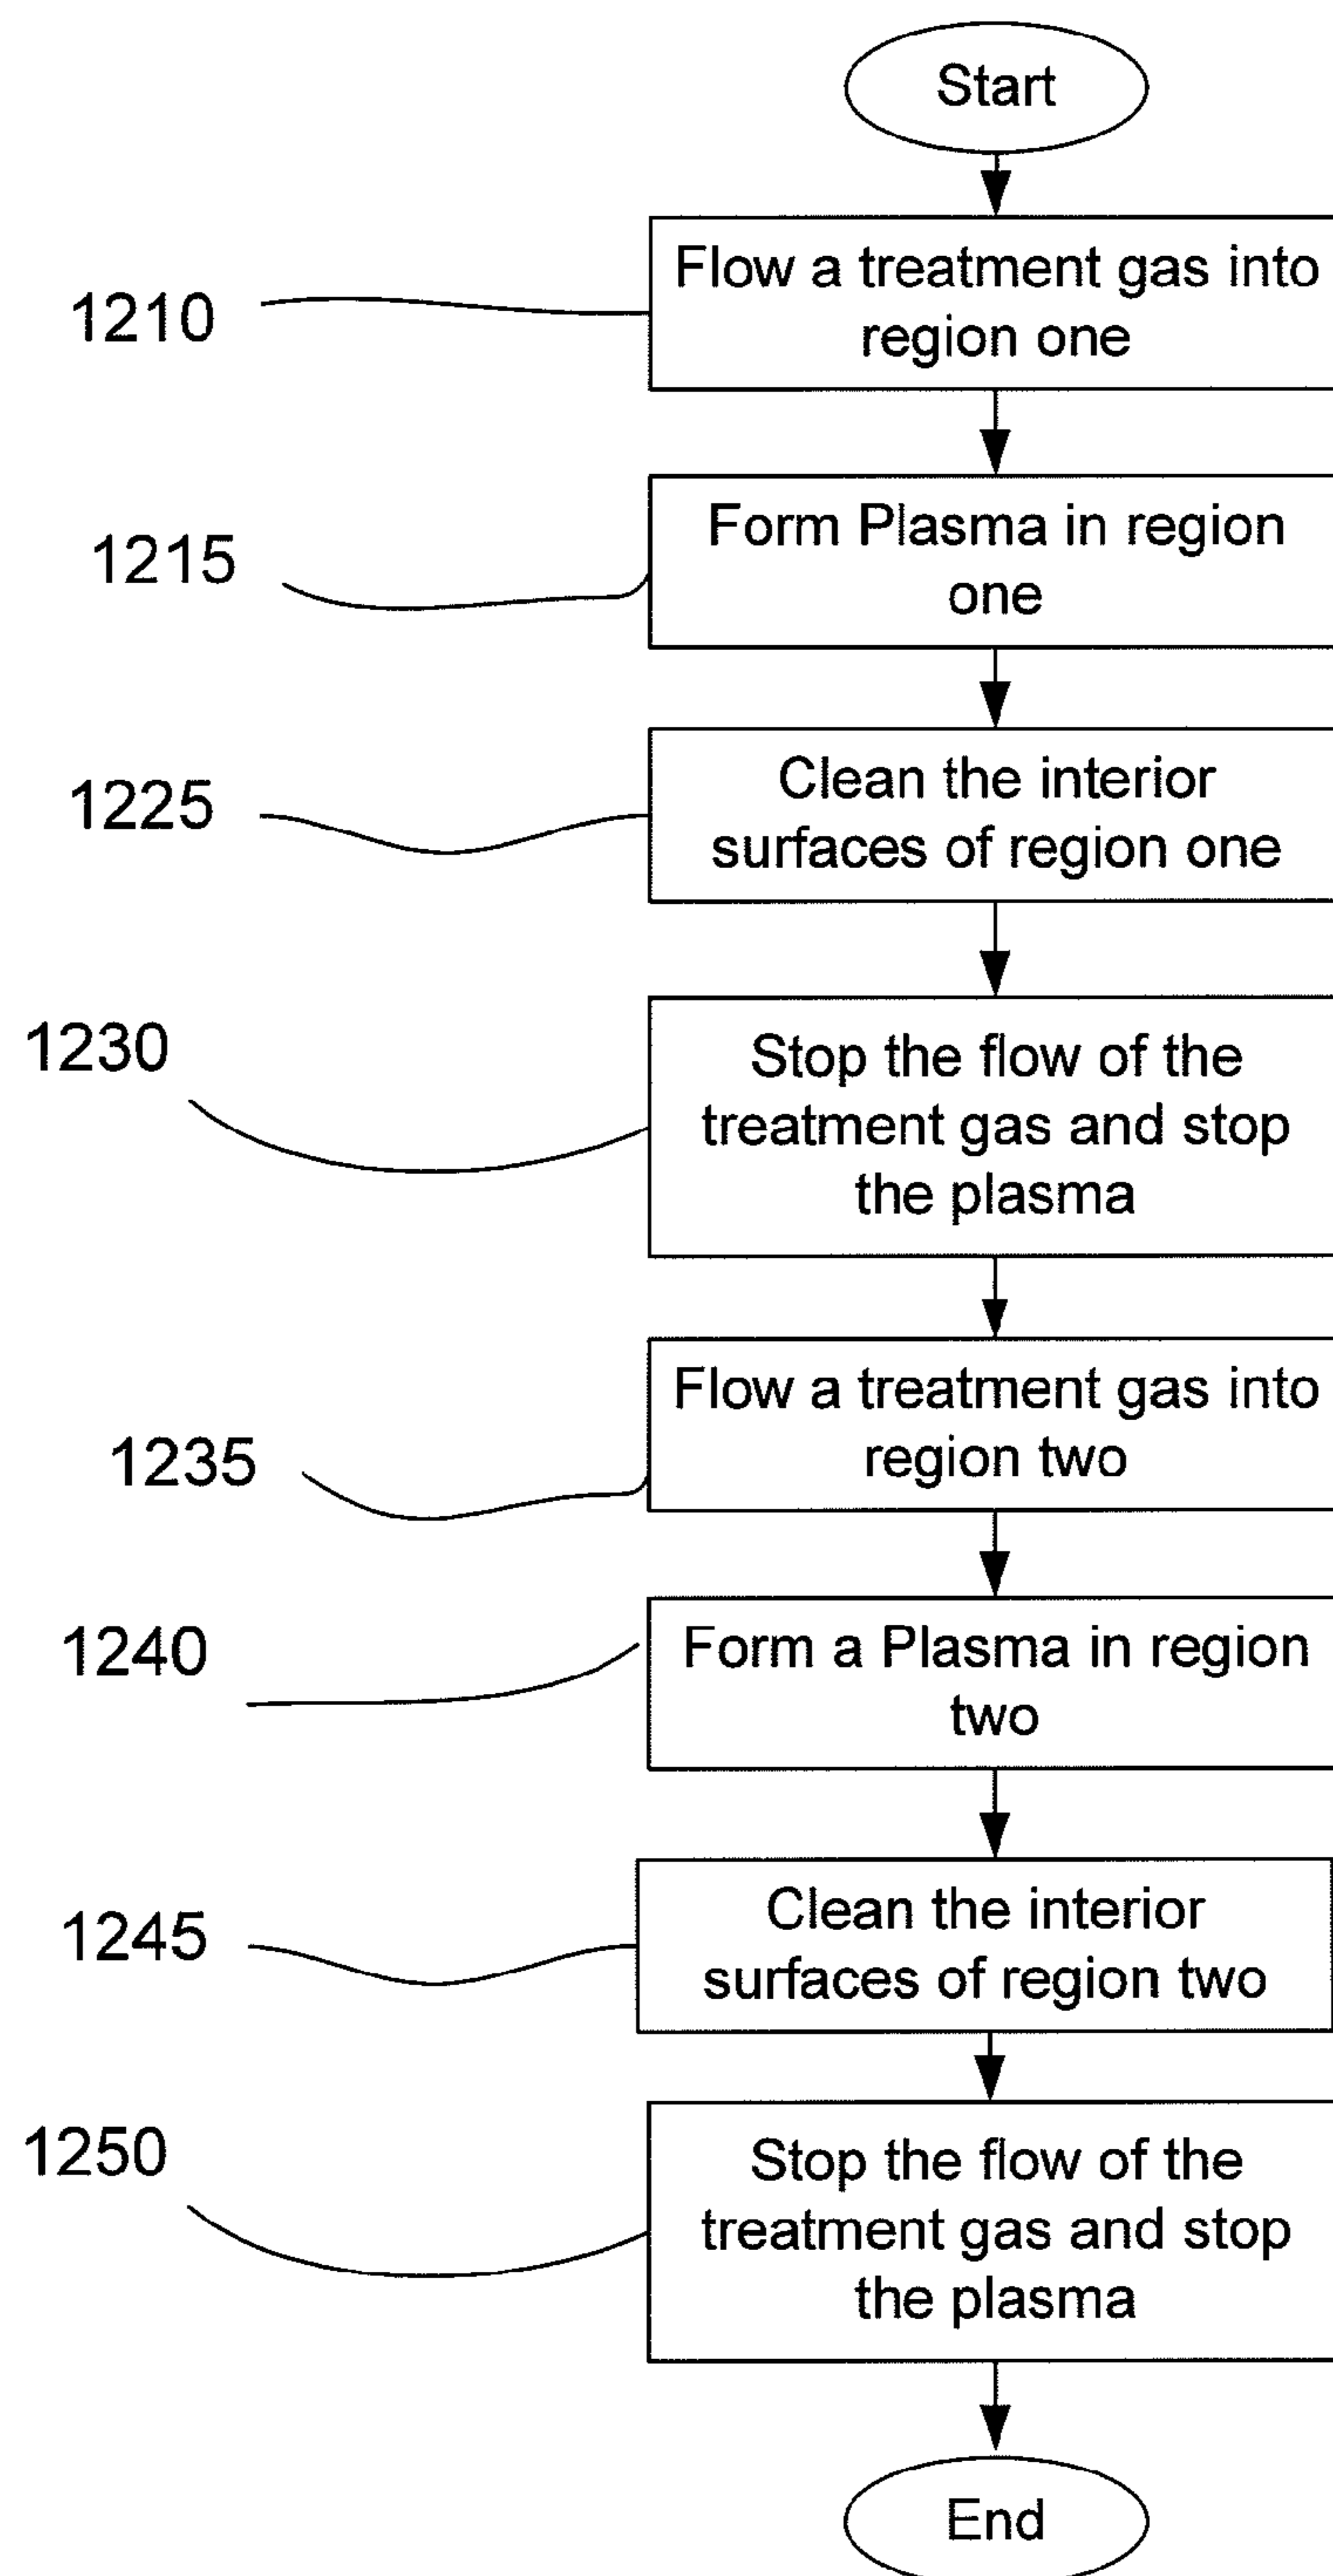 Start
1210
Flow a treatment gas into
region one
1215
Form Plasma in region
one
1225
Clean the interior
surfaces of region one
1230
Stop the flow of the
treatment gas and stop
the plasma
1235
Flow a treatment gas into
region two
1240
Form a Plasma in region
two
1245
Clean the interior
surfaces of region two
1250
Stop the flow of the
treatment gas and stop
the plasma
End